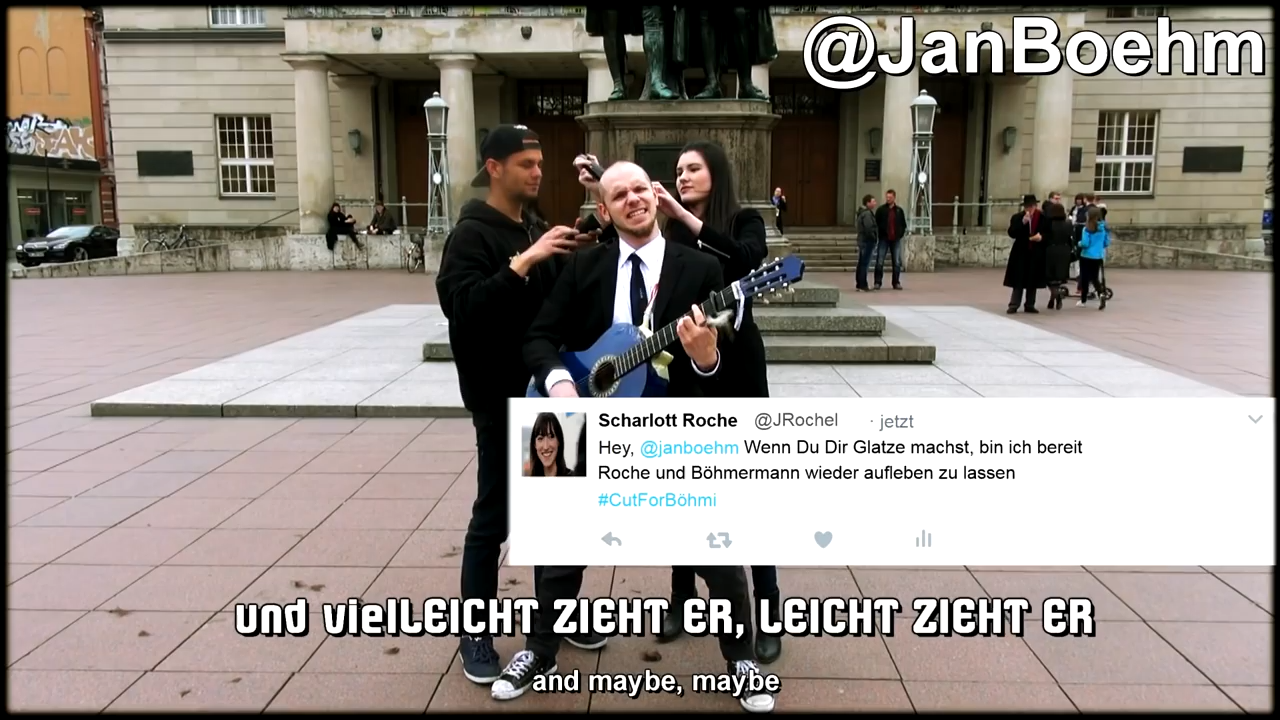 @JanBoehm
Scharlott Roche @JRochel · jetzt
Hey, @janboehm Wenn Du Dir Glatze machst, bin ich bereit
Roche und Böhmermann wieder aufleben zu lassen
#CutForBöhmi
und vielLEICHT ZIEHT ER, LEICHT ZIEHT ER
and maybe, maybe